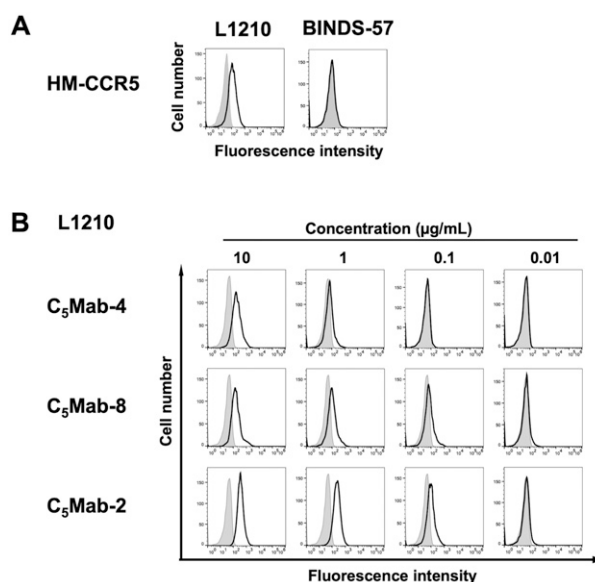 A
L1210 BINDS-57
HM-CCR5
Cell number
Fluorescence intensity
B L1210
Concentration (μg/mL)
10 1 0.1 0.01
C₅Mab-4
C₅Mab-8
C₅Mab-2
Cell number
Fluorescence intensity